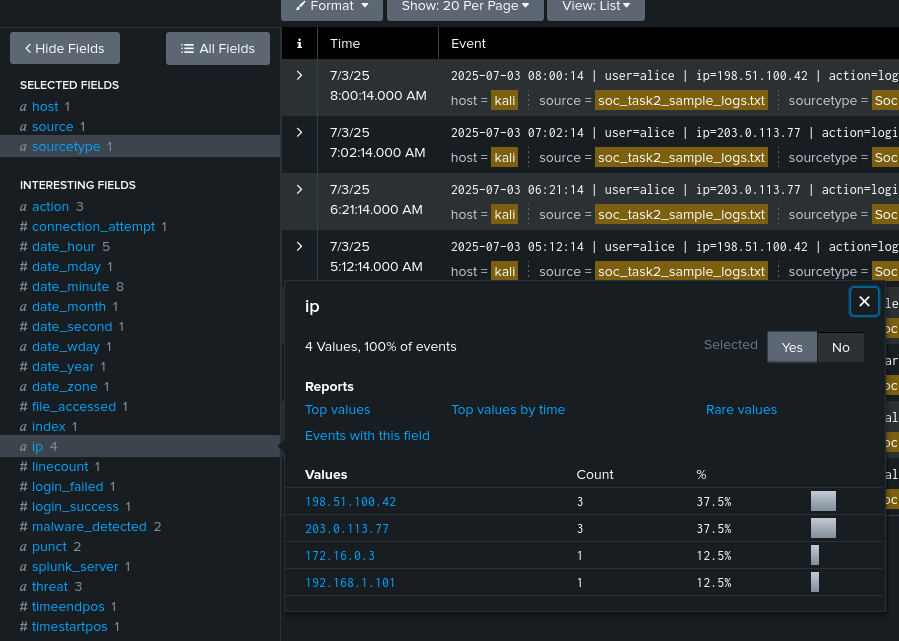 Format
Show: 20 Per Page
View: List
Hide Fields
All Fields
i Time Event
SELECTED FIELDS
a host 1
a source 1
a sourcetype 1
INTERESTING FIELDS
a action 3
# connection_attempt 1
# date_hour 5
# date_mday 1
# date_minute 8
a date_month 1
# date_second 1
a date_wday 1
# date_year 1
a date_zone 1
# file_accessed 1
a index 1
a ip 4
# linecount 1
# login_failed 1
# login_success 1
# malware_detected 2
a punct 2
a splunk_server 1
a threat 3
# timeendpos 1
# timestartpos 1
7/3/25
8:00:14.000 AM
2025-07-03 08:00:14 | user=alice | ip=198.51.100.42 | action=log
host = kali source = soc_task2_sample_logs.txt sourcetype = Soc
7/3/25
7:02:14.000 AM
2025-07-03 07:02:14 | user=alice | ip=203.0.113.77 | action=logi
host = kali source = soc_task2_sample_logs.txt sourcetype = Soc
7/3/25
6:21:14.000 AM
2025-07-03 06:21:14 | user=alice | ip=203.0.113.77 | action=logi
host = kali source = soc_task2_sample_logs.txt sourcetype = Soc
7/3/25
5:12:14.000 AM
2025-07-03 05:12:14 | user=alice | ip=198.51.100.42 | action=log
host = kali source = soc_task2_sample_logs.txt sourcetype = Soc
ip
4 Values, 100% of events
Selected Yes No
Reports
Top values Top values by time Rare values
Events with this field
Values Count %
198.51.100.42 3 37.5%
203.0.113.77 3 37.5%
172.16.0.3 1 12.5%
192.168.1.101 1 12.5%